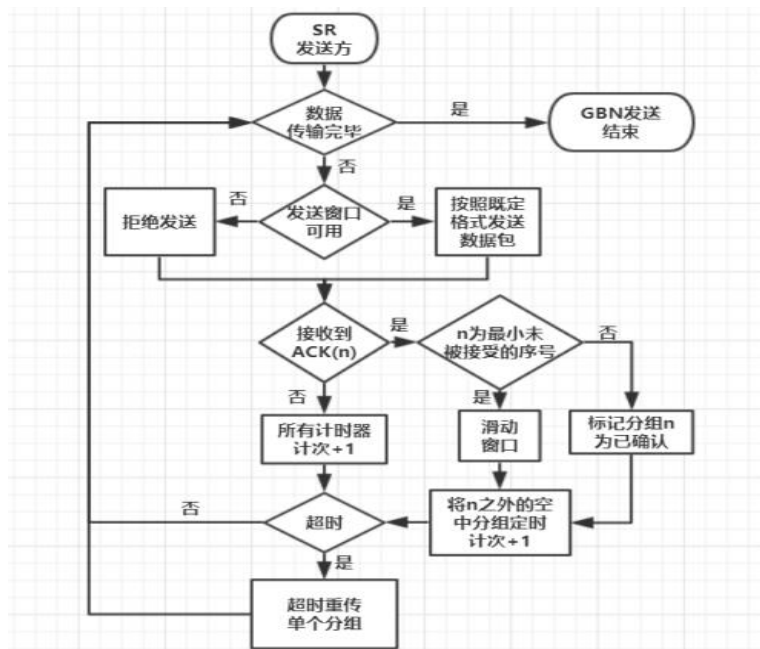 SR
发送方
数据
传输完毕
是
GBN发送
结束
否
发送窗口
可用
否
是
拒绝发送
按照既定
格式发送
数据包
接收到
ACK(n)
是
n为最小未
被接受的序号
否
否
是
所有计时器
计次+1
滑动
窗口
标记分组n
为已确认
否
超时
将n之外的空
中分组定时
计次+1
是
超时重传
单个分组